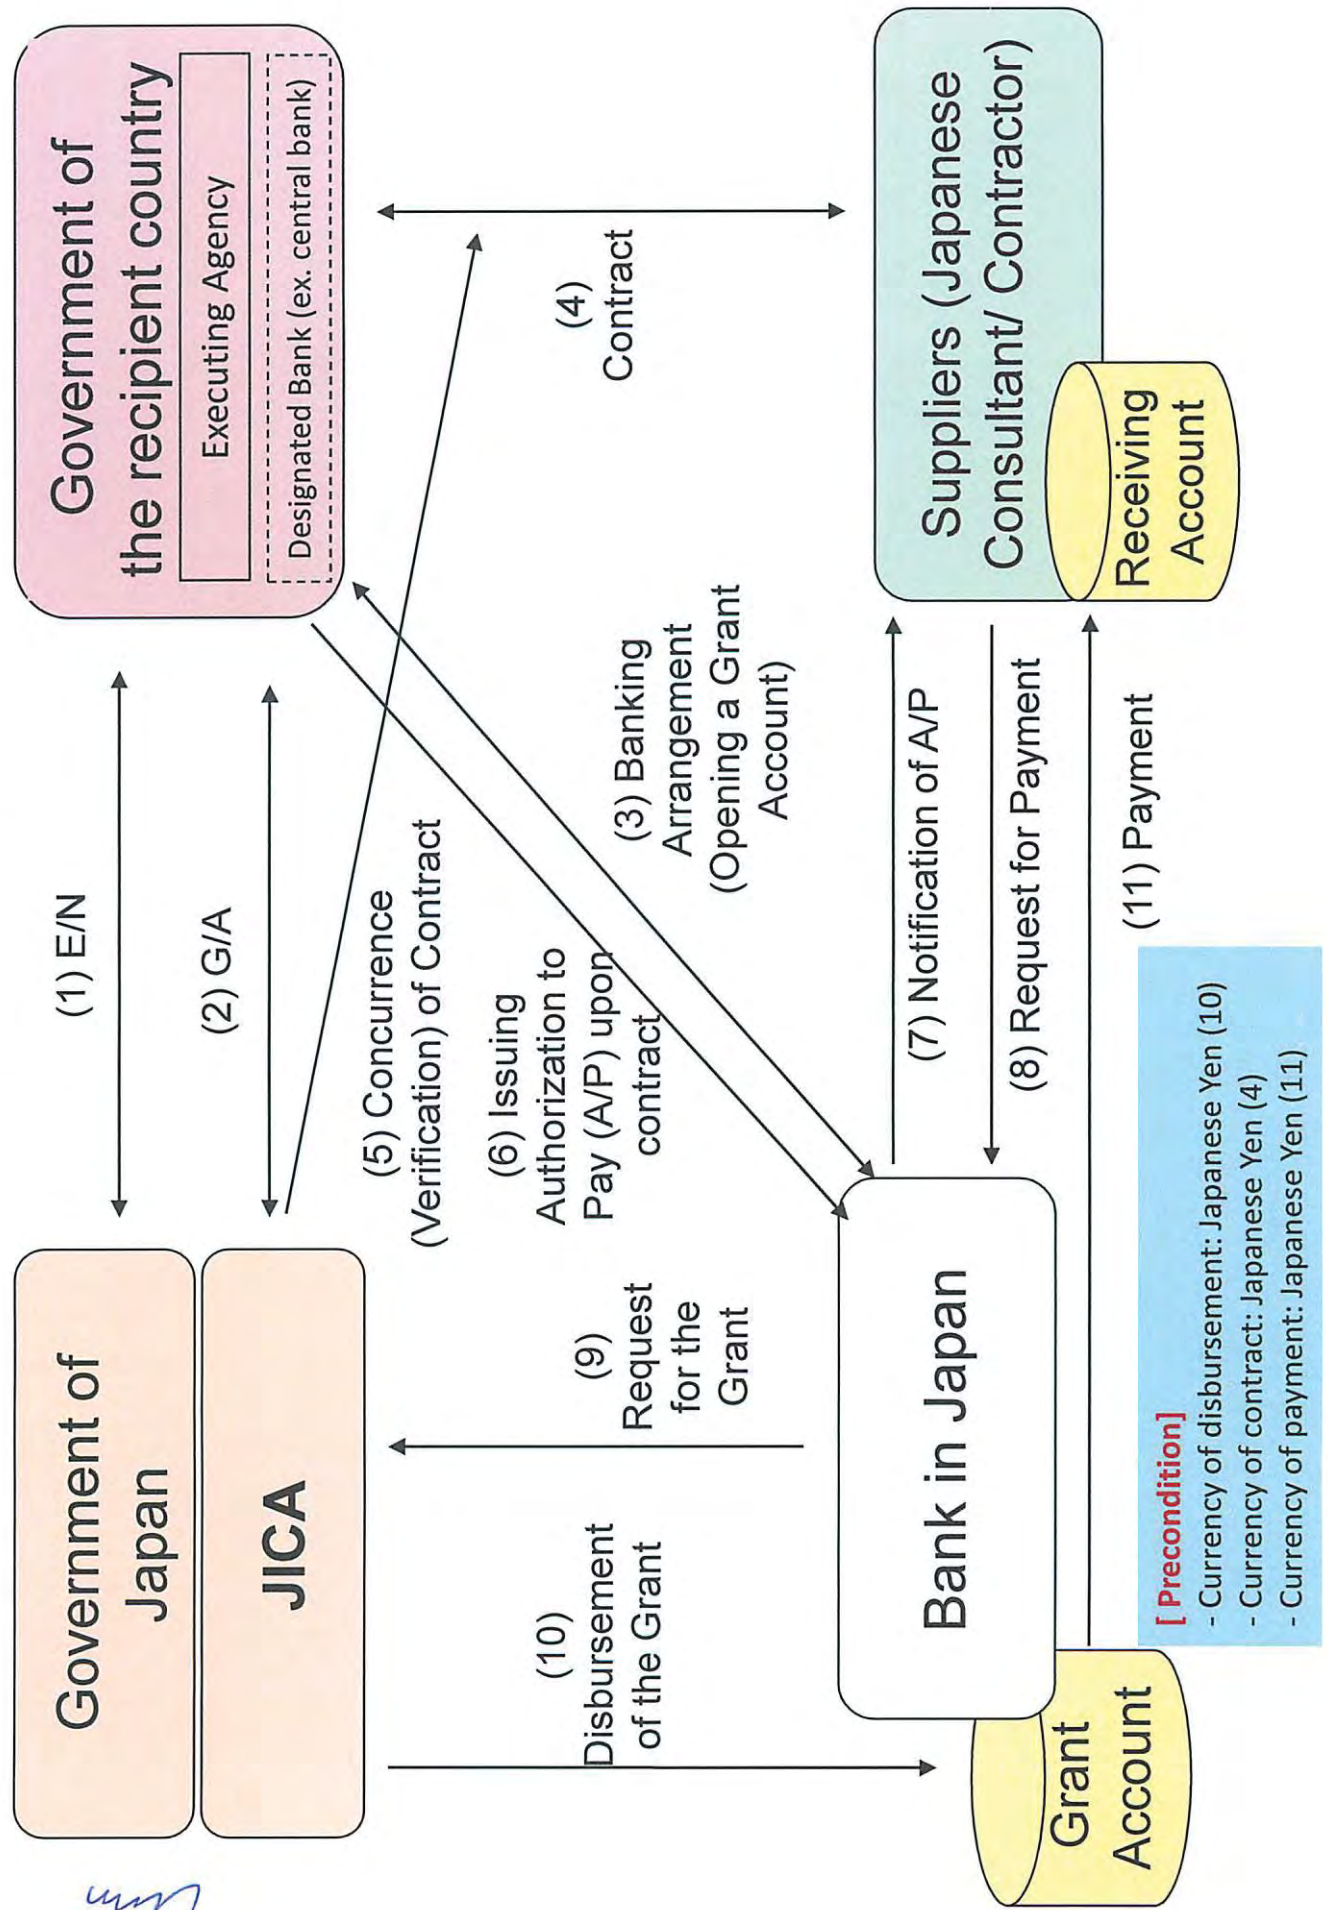 Government of
Japan
JICA
(1) E/N
(2) G/A
Government of
the recipient country
Executing Agency
Designated Bank (ex. central bank)
(5) Concurrence
(Verification) of Contract
(6) Issuing
Authorization to
Pay (A/P) upon
contract
(3) Banking
Arrangement
(Opening a Grant
Account)
(4)
Contract
(9)
Request
for the
Grant
(10)
Disbursement
of the Grant
Bank in Japan
Grant
Account
(7) Notification of A/P
(8) Request for Payment
(11) Payment
Suppliers (Japanese
Consultant/ Contractor)
Receiving
Account
[ Precondition]
- Currency of disbursement: Japanese Yen (10)
- Currency of contract: Japanese Yen (4)
- Currency of payment: Japanese Yen (11)